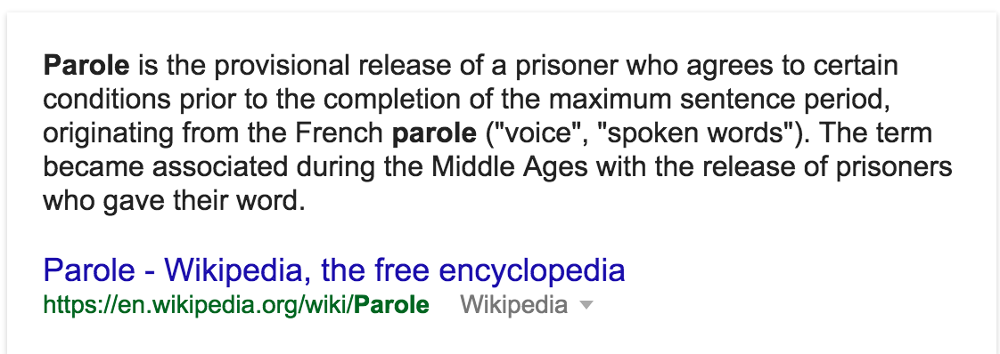 Parole is the provisional release of a prisoner who agrees to certain
conditions prior to the completion of the maximum sentence period,
originating from the French parole ("voice", "spoken words"). The term
became associated during the Middle Ages with the release of prisoners
who gave their word.
Parole - Wikipedia, the free encyclopedia
https://en.wikipedia.org/wiki/Parole Wikipedia